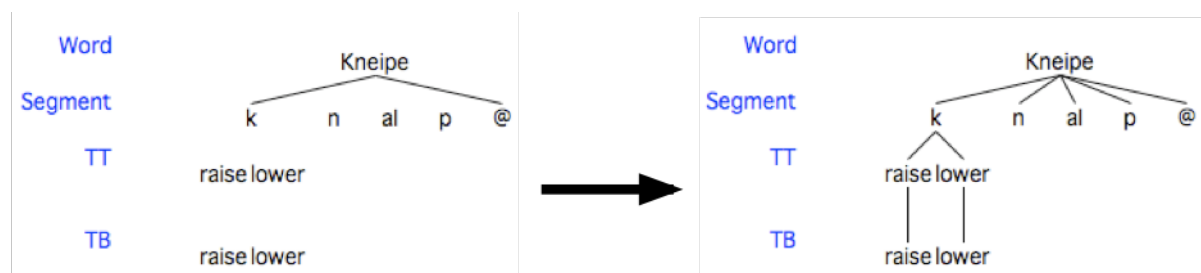 Word
Kneipe
Segment
k n aI p @
TT
raise lower
TB
raise lower
Word
Kneipe
Segment
k n aI p @
TT
raise lower
TB
raise lower